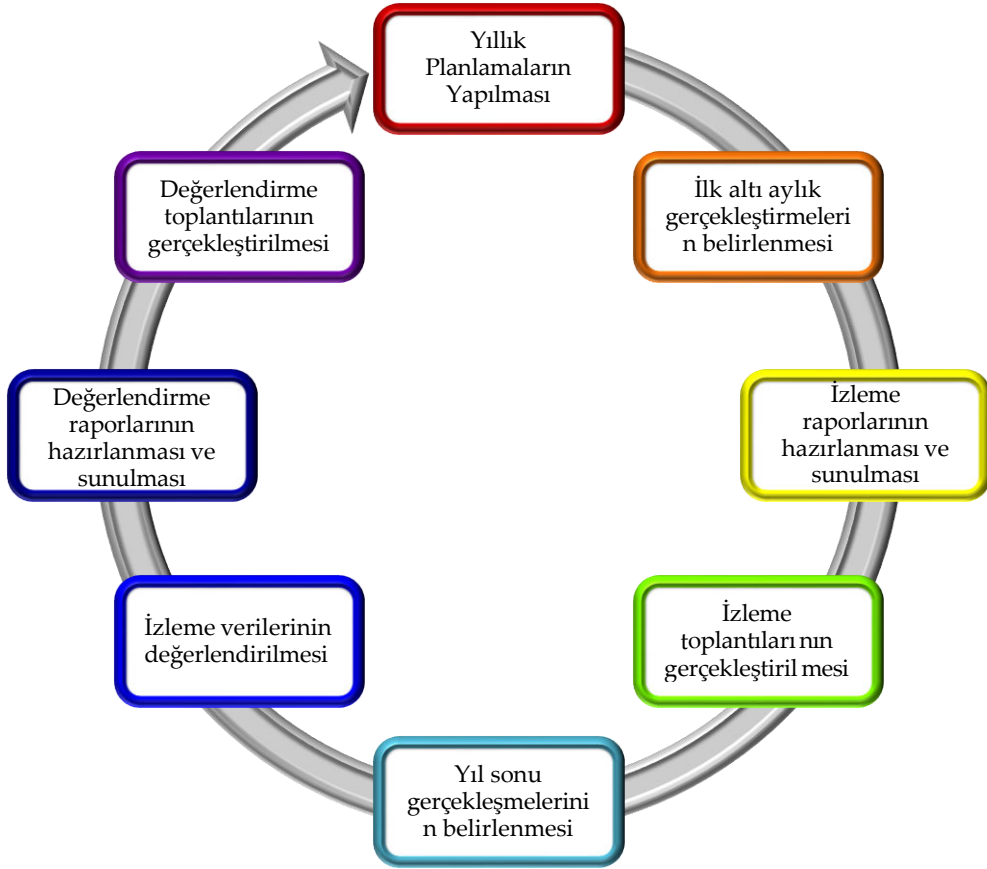 Yıllık
Planlamaların
Yapılması
İlk altı aylık
gerçekleştirmeleri
n belirlenmesi
İzleme
raporlarının
hazırlanması ve
sunulması
İzleme
toplantıları nın
gerçekleştiril mesi
Yıl sonu
gerçekleşmelerini
n belirlenmesi
İzleme verilerinin
değerlendirilmesi
Değerlendirme
raporlarının
hazırlanması ve
sunulması
Değerlendirme
toplantılarının
gerçekleştirilmesi